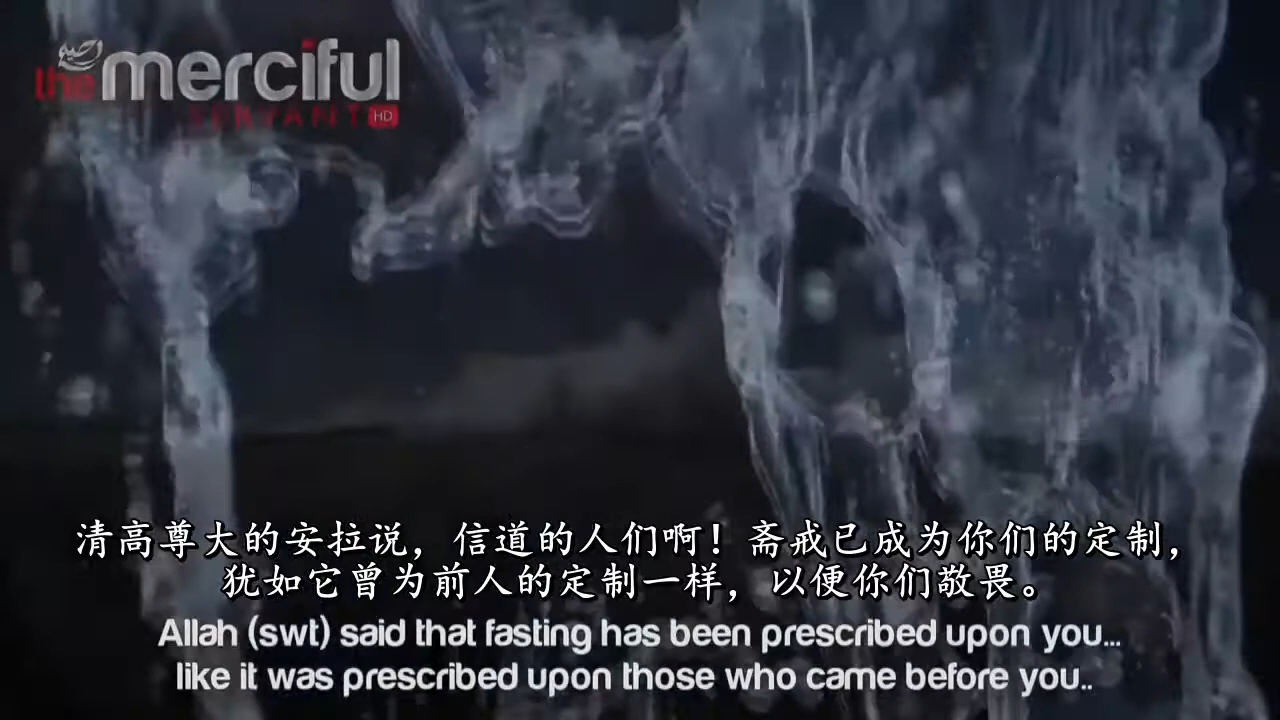 the merciful
SERVANT HD
清高尊大的安拉说，信道的人们啊！斋戒已成为你们的定制，
犹如它曾为前人的定制一样，以便你们敬畏。
Allah (swt) said that fasting has been prescribed upon you...
like it was prescribed upon those who came before you..